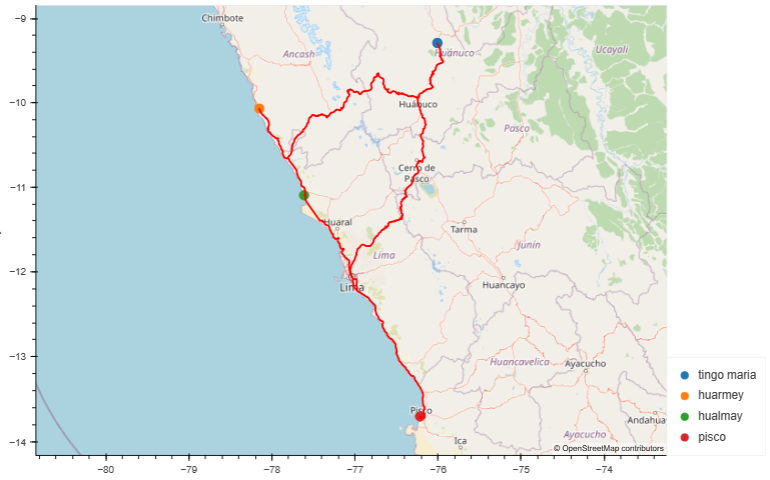 −9
−10
−11
−12
−13
−14
−80
−79
−78
−77
−76
−75
−74
Chimbote
Ancash
Huánuco
Ucayali
Huánuco
Pasco
Cerro de
Pasco
Huaral
Tarma
Lima
Junín
Lima
Huancayo
Huancavelica
Ayacucho
Pisco
Andahua
Ica
Ayacucho
© OpenStreetMap contributors
tingo maria
huarmey
hualmay
pisco